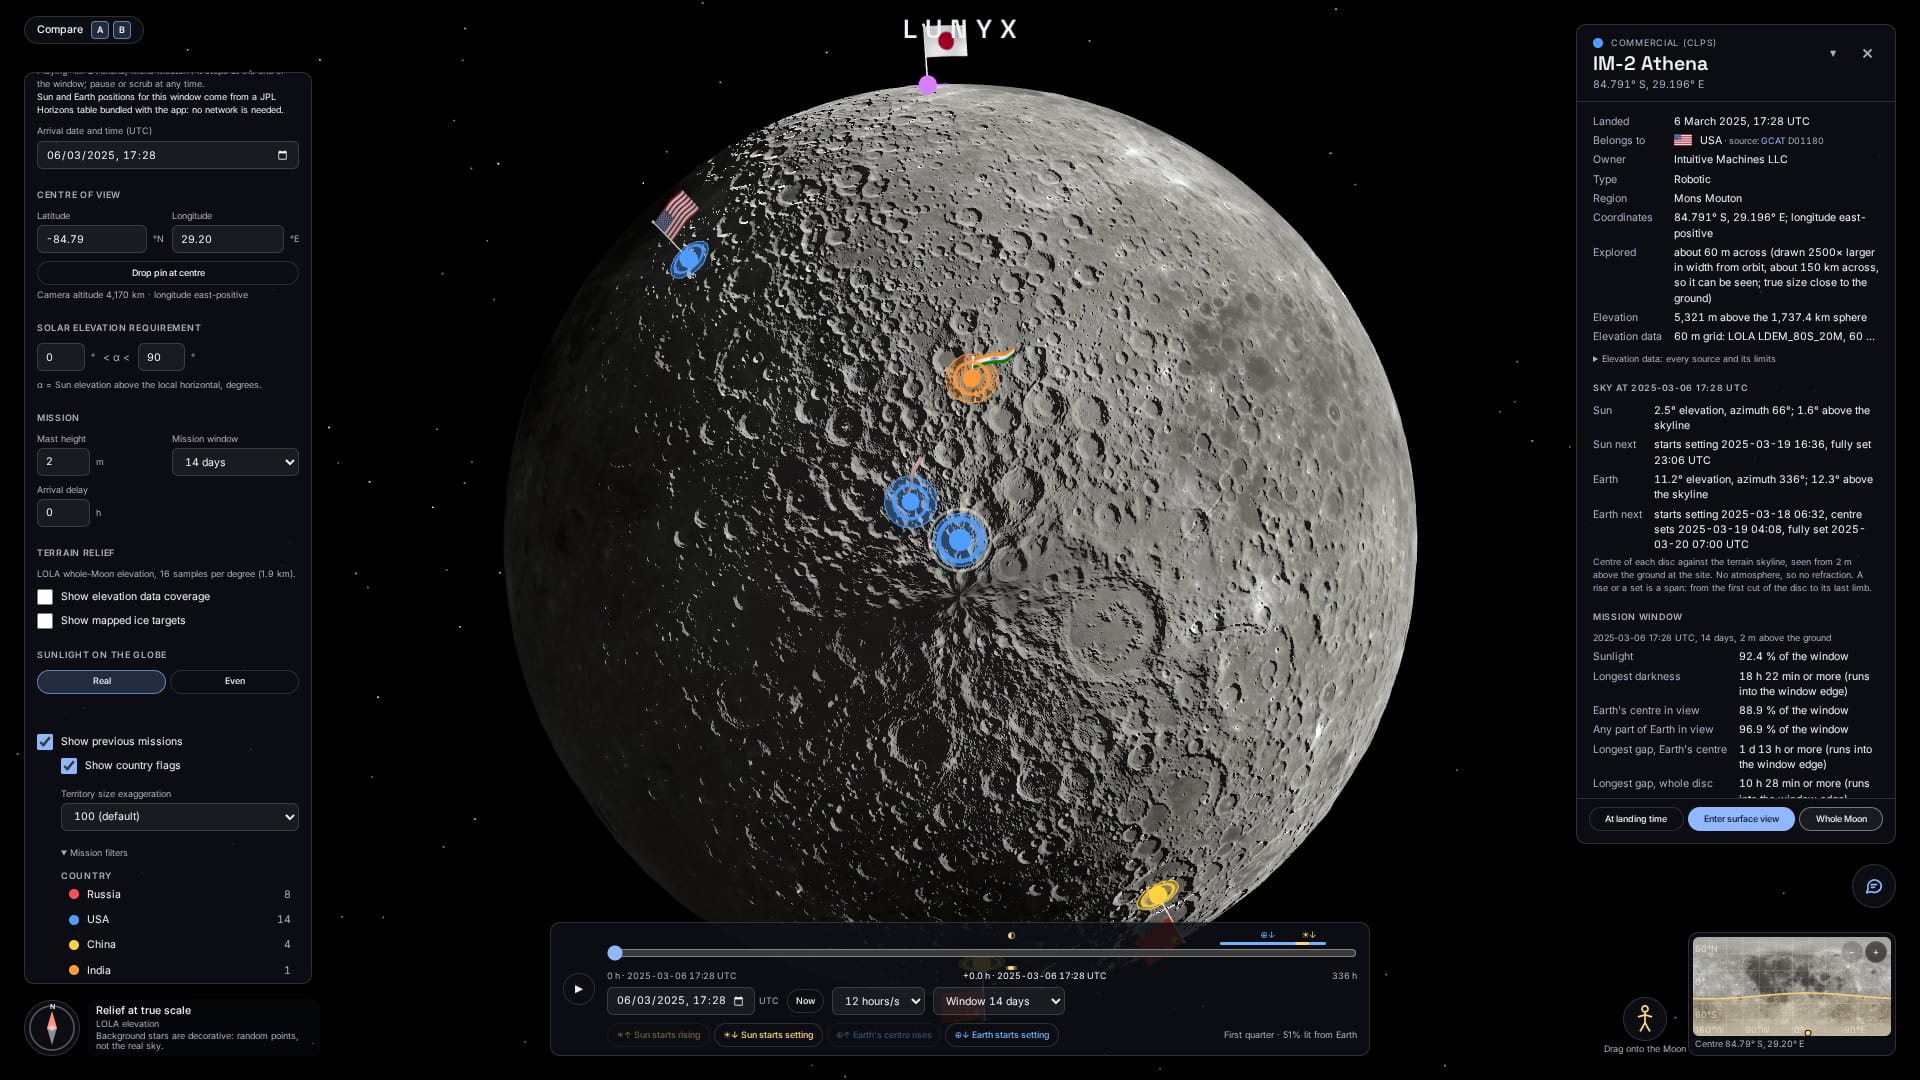 Compare A B
LUNYX
the window; pause or scrub at any time.
Sun and Earth positions for this window come from a JPL
Horizons table bundled with the app: no network is needed.
Arrival date and time (UTC)
06/03/2025, 17:28
CENTRE OF VIEW
Latitude Longitude
-84.79 °N 29.20 °E
Drop pin at centre
Camera altitude 4,170 km · longitude east-positive
SOLAR ELEVATION REQUIREMENT
0 ° < α < 90 °
α = Sun elevation above the local horizontal, degrees.
MISSION
Mast height Mission window
2 m 14 days
Arrival delay
0 h
TERRAIN RELIEF
LOLA whole-Moon elevation, 16 samples per degree (1.9 km).
Show elevation data coverage
Show mapped ice targets
SUNLIGHT ON THE GLOBE
Real Even
Show previous missions
Show country flags
Territory size exaggeration
100 (default)
▾ Mission filters
COUNTRY
Russia 8
USA 14
China 4
India 1
N
Relief at true scale
LOLA elevation
Background stars are decorative: random points,
not the real sky.
0 h · 2025-03-06 17:28 UTC +0.0 h · 2025-03-06 17:28 UTC 336 h
▶ 06/03/2025, 17:28 UTC Now 12 hours/s Window 14 days
☀↑ Sun starts rising ☀↓ Sun starts setting ⊕↑ Earth's centre rises ⊕↓ Earth starts setting First quarter · 51% lit from Earth
COMMERCIAL (CLPS)
IM-2 Athena
84.791° S, 29.196° E
Landed 6 March 2025, 17:28 UTC
Belongs to USA · source: GCAT D01180
Owner Intuitive Machines LLC
Type Robotic
Region Mons Mouton
Coordinates 84.791° S, 29.196° E; longitude east-
positive
Explored about 60 m across (drawn 2500× larger
in width from orbit, about 150 km across,
so it can be seen; true size close to the
ground)
Elevation 5,321 m above the 1,737.4 km sphere
Elevation data 60 m grid: LOLA LDEM_80S_20M, 60 ...
▸ Elevation data: every source and its limits
SKY AT 2025-03-06 17:28 UTC
Sun 2.5° elevation, azimuth 66°; 1.6° above the
skyline
Sun next starts setting 2025-03-19 16:36, fully set
23:06 UTC
Earth 11.2° elevation, azimuth 336°; 12.3° above
the skyline
Earth next starts setting 2025-03-18 06:32, centre
sets 2025-03-19 04:08, fully set 2025-
03-20 07:00 UTC
Centre of each disc against the terrain skyline, seen from 2 m
above the ground at the site. No atmosphere, so no refraction. A
rise or a set is a span: from the first cut of the disc to its last limb.
MISSION WINDOW
2025-03-06 17:28 UTC, 14 days, 2 m above the ground
Sunlight 92.4 % of the window
Longest darkness 18 h 22 min or more (runs
into the window edge)
Earth's centre in view 88.9 % of the window
Any part of Earth in view 96.9 % of the window
Longest gap, Earth's centre 1 d 13 h or more (runs into
the window edge)
Longest gap, whole disc 10 h 28 min or more (runs
At landing time Enter surface view Whole Moon
Drag onto the Moon
60°N
0°
60°S
180°W 90°W 0° 90°E
Centre 84.79° S, 29.20° E